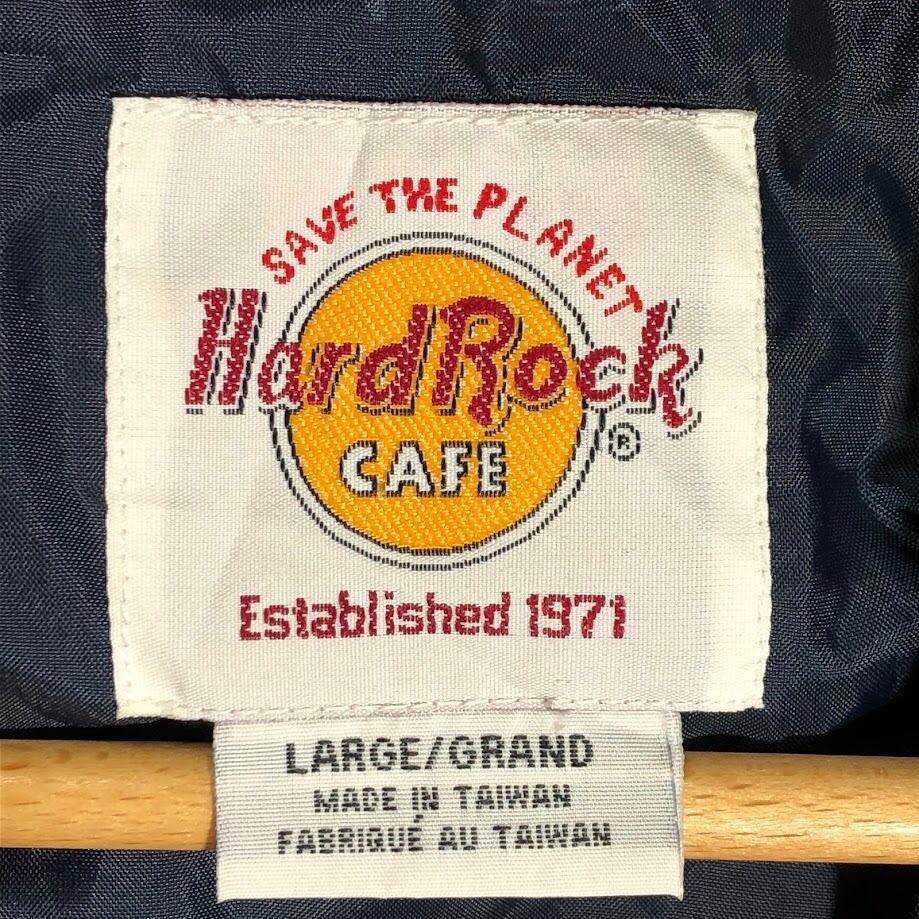 SAVE THE PLANET
HardRock
CAFE
®
Established 1971
LARGE/GRAND
MADE IN TAIWAN
FABRIQUÉ AU TAIWAN